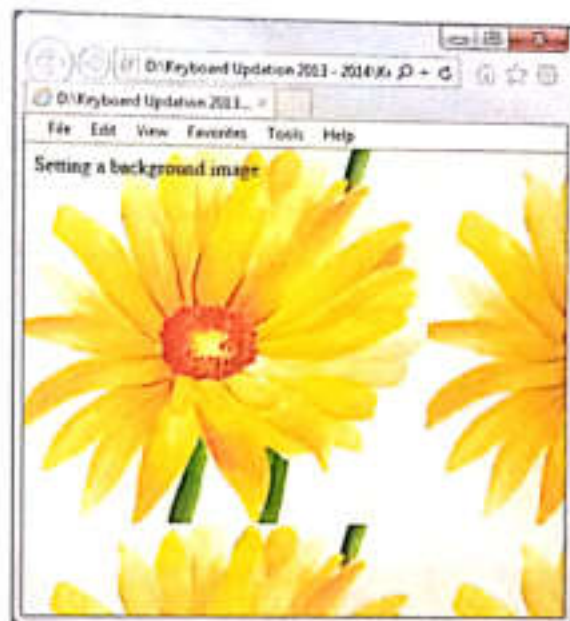 D:\Keyboard Updation 2013 - 2014\
D:\Keyboard Updation 2013...
File Edit View Favorites Tools Help
Setting a background image